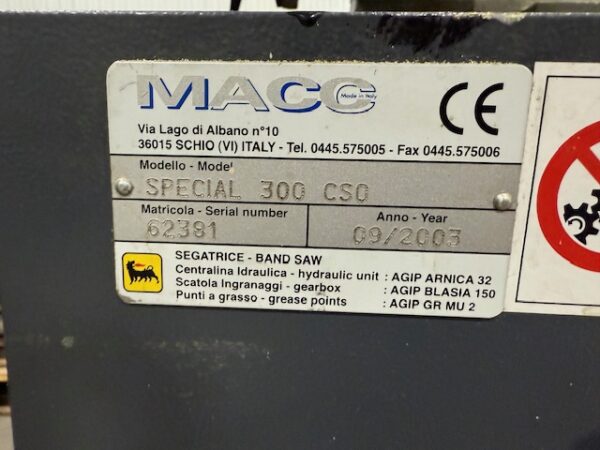 MACC
Made in Italy
CE
Via Lago di Albano n°10
36015 SCHIO (VI) ITALY - Tel. 0445.575005 - Fax 0445.575006
Modello - Model
SPECIAL 300 CSO
Matricola - Serial number
62381
Anno - Year
09/2003
SEGATRICE - BAND SAW
Centralina Idraulica - hydraulic unit : AGIP ARNICA 32
Scatola Ingranaggi - gearbox : AGIP BLASIA 150
Punti a grasso - grease points : AGIP GR MU 2